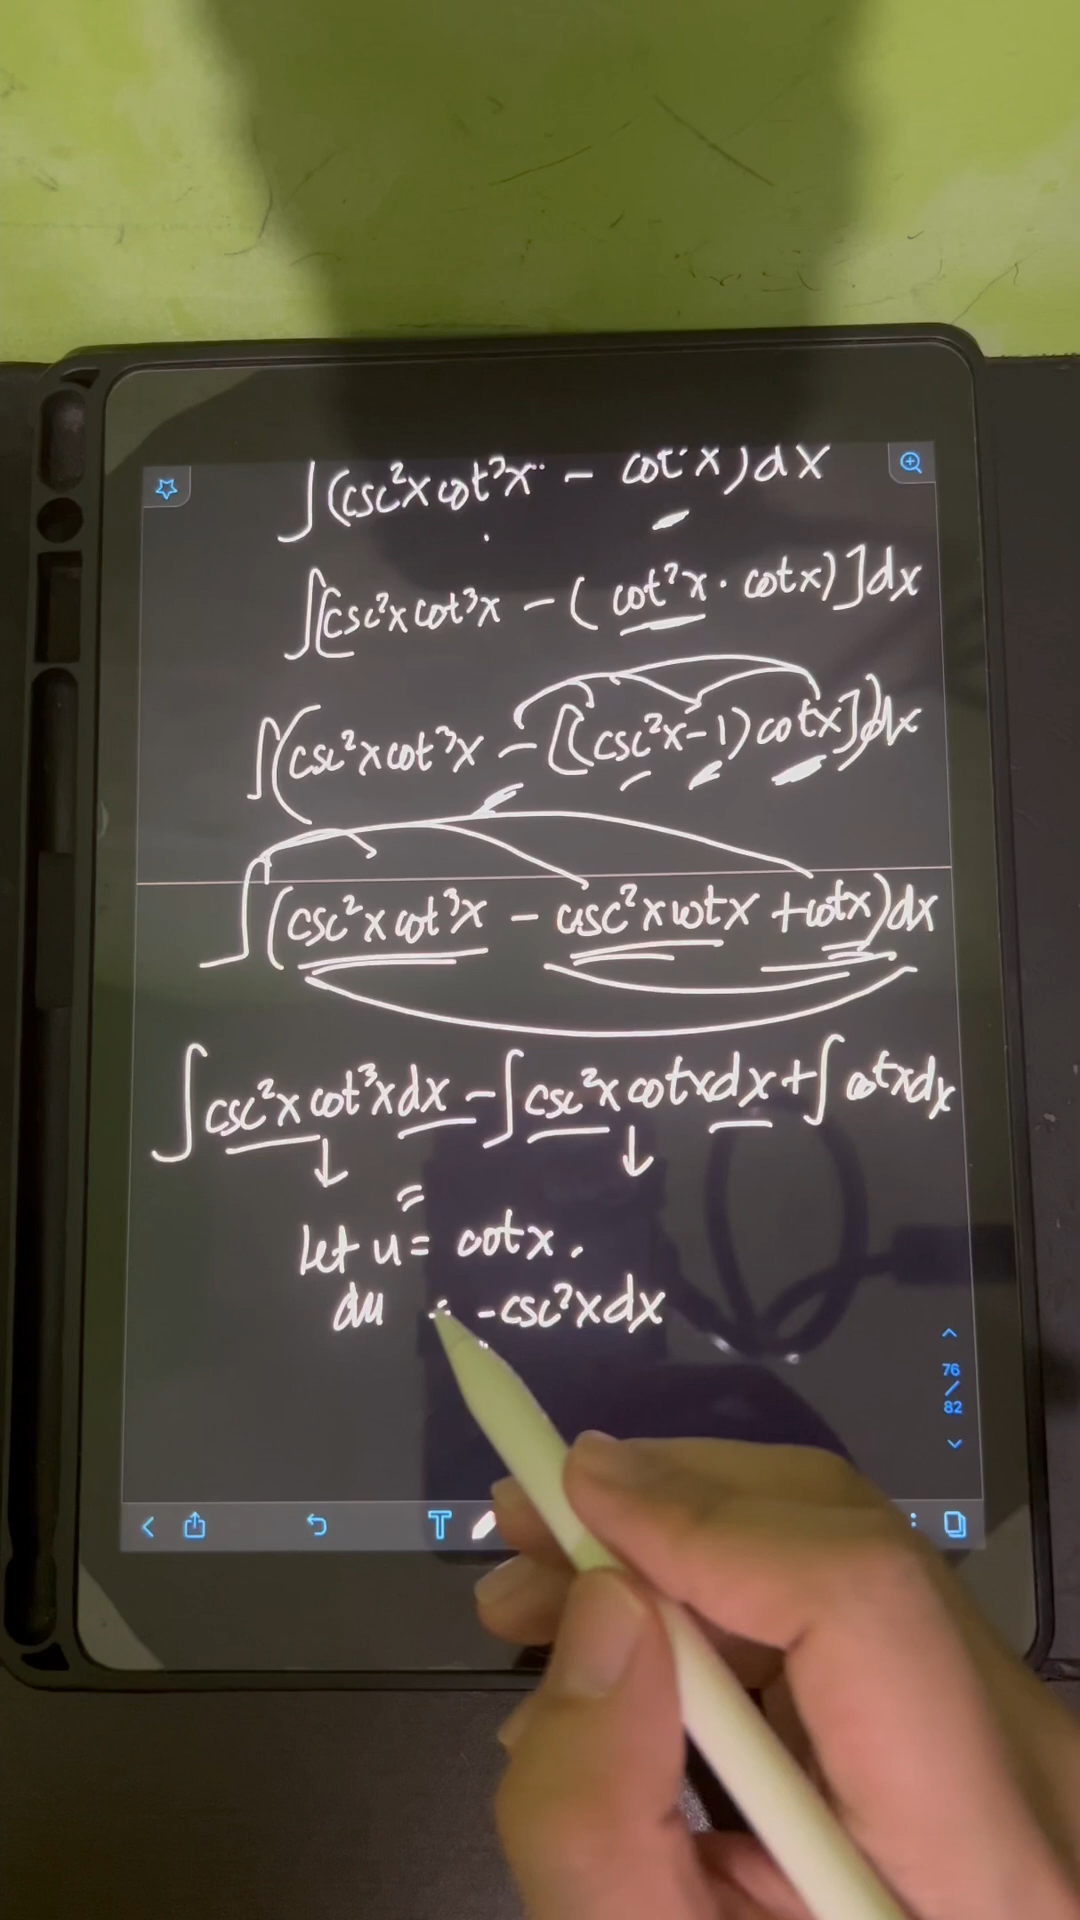 ∫(csc²x cot³x − cot x)dx
∫[csc²x cot³x − (cot²x · cotx)]dx
∫(csc²x cot³x − [(csc²x−1)cotx])dx
∫(csc²x cot³x − csc²x cotx + cotx)dx
∫csc²x cot³x dx − ∫csc²x cotx dx + ∫cotx dx
let u = cotx.
du = -csc²x dx
76
/
82
T